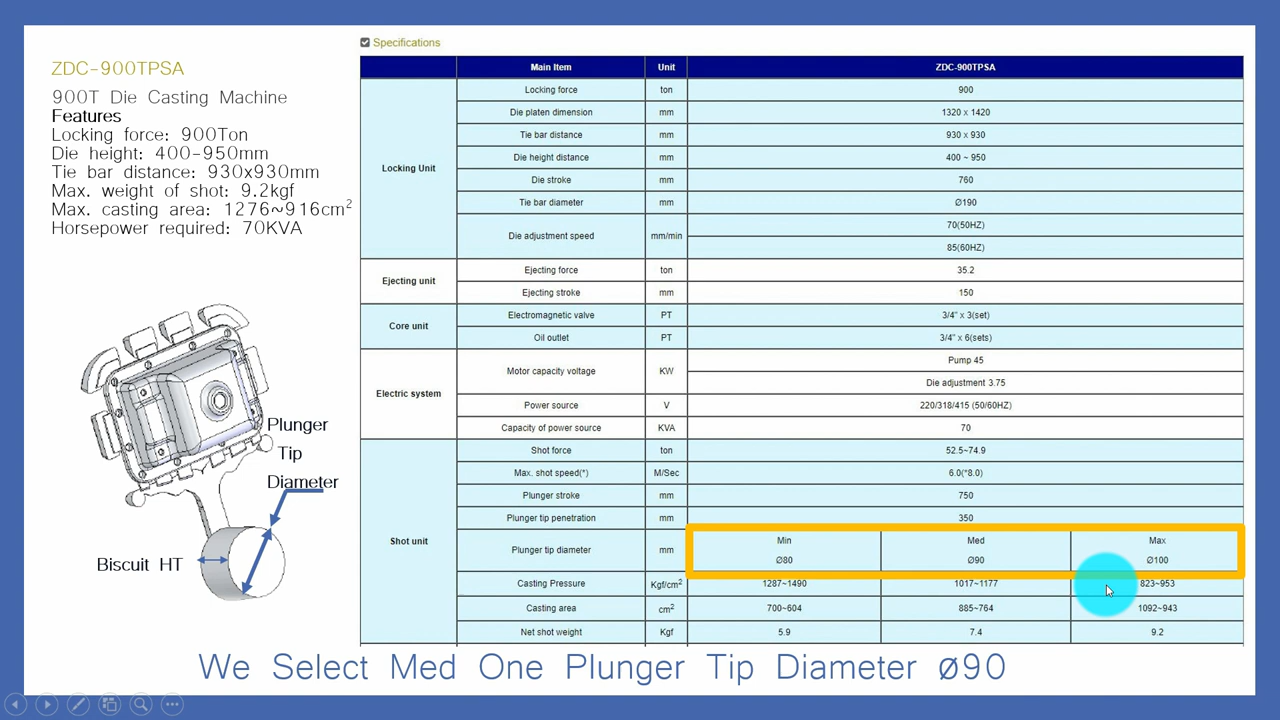 Specifications
ZDC-900TPSA
900T Die Casting Machine
Features
Locking force: 900Ton
Die height: 400-950mm
Tie bar distance: 930x930mm
Max. weight of shot: 9.2kgf
Max. casting area: 1276~916cm²
Horsepower required: 70KVA
Plunger
Tip
Diameter
Biscuit HT
Main Item Unit ZDC-900TPSA
Locking Unit
Locking force ton 900
Die platen dimension mm 1320 x 1420
Tie bar distance mm 930 x 930
Die height distance mm 400 ~ 950
Die stroke mm 760
Tie bar diameter mm Ø190
Die adjustment speed mm/min 70(50HZ)
85(60HZ)
Ejecting unit
Ejecting force ton 35.2
Ejecting stroke mm 150
Core unit
Electromagnetic valve PT 3/4" x 3(set)
Oil outlet PT 3/4" x 6(sets)
Electric system
Motor capacity voltage KW Pump 45
Die adjustment 3.75
Power source V 220/318/415 (50/60HZ)
Capacity of power source KVA 70
Shot unit
Shot force ton 52.5~74.9
Max. shot speed(*) M/Sec 6.0(*8.0)
Plunger stroke mm 750
Plunger tip penetration mm 350
Plunger tip diameter mm Min Med Max
Ø80 Ø90 Ø100
Casting Pressure Kgf/cm² 1287~1490 1017~1177 823~953
Casting area cm² 700~604 885~764 1092~943
Net shot weight Kgf 5.9 7.4 9.2
We Select Med One Plunger Tip Diameter ø90